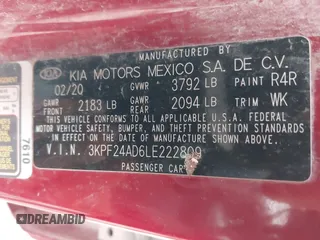 MANUFACTURED BY
KIA KIA MOTORS MEXICO S.A. DE C.V.
02/20 GVWR 3792 LB PAINT R4R
GAWR FRONT 2183 LB GAWR REAR 2094 LB TRIM WK
THIS VEHICLE CONFORMS TO ALL APPLICABLE U.S. FEDERAL MOTOR
VEHICLE SAFETY, BUMPER, AND THEFT PREVENTION STANDARDS
IN EFFECT ON THE DATE OF MANUFACTURE SHOWN ABOVE.
V.I.N. 3KPF24AD6LE222809
PASSENGER CAR
7610
DREAMBID